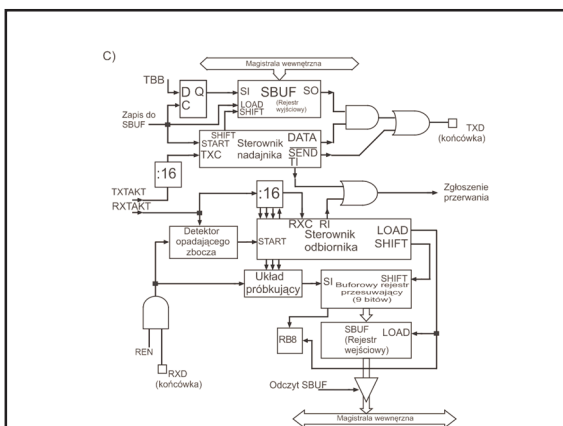 C)
Magistrala wewnętrzna
TBB
D Q
C
SI SBUF SO
(Rejestr
wyjściowy)
LOAD
SHIFT
Zapis do
SBUF
TXD
(końcówka)
SHIFT
START Sterownik DATA
TXC nadajnika SEND
TI
:16
TXTAKT
RXTAKT
:16
Zgłoszenie
przerwania
RXC RI
Sterownik LOAD
START odbiornika SHIFT
Detektor
opadającego
zbocza
Układ
próbkujący
SI SHIFT
Buforowy rejestr
przesuwający
(9 bitów)
REN
RXD
(końcówka)
RB8
SBUF LOAD
(Rejestr
wejściowy)
Odczyt SBUF
Magistrala wewnęrzna